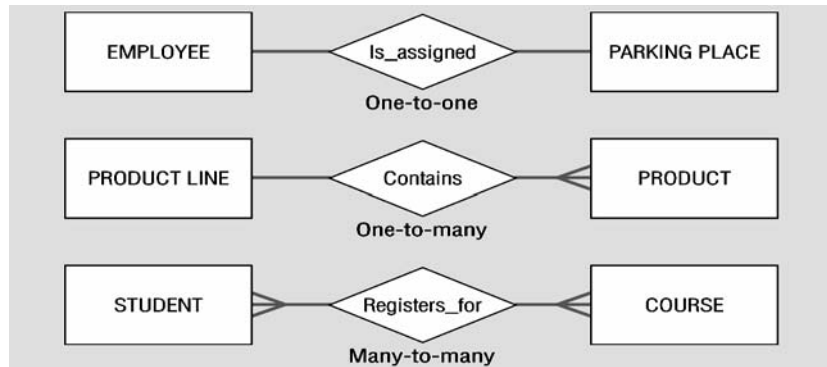 EMPLOYEE Is_assigned PARKING PLACE
One-to-one
PRODUCT LINE Contains PRODUCT
One-to-many
STUDENT Registers_for COURSE
Many-to-many